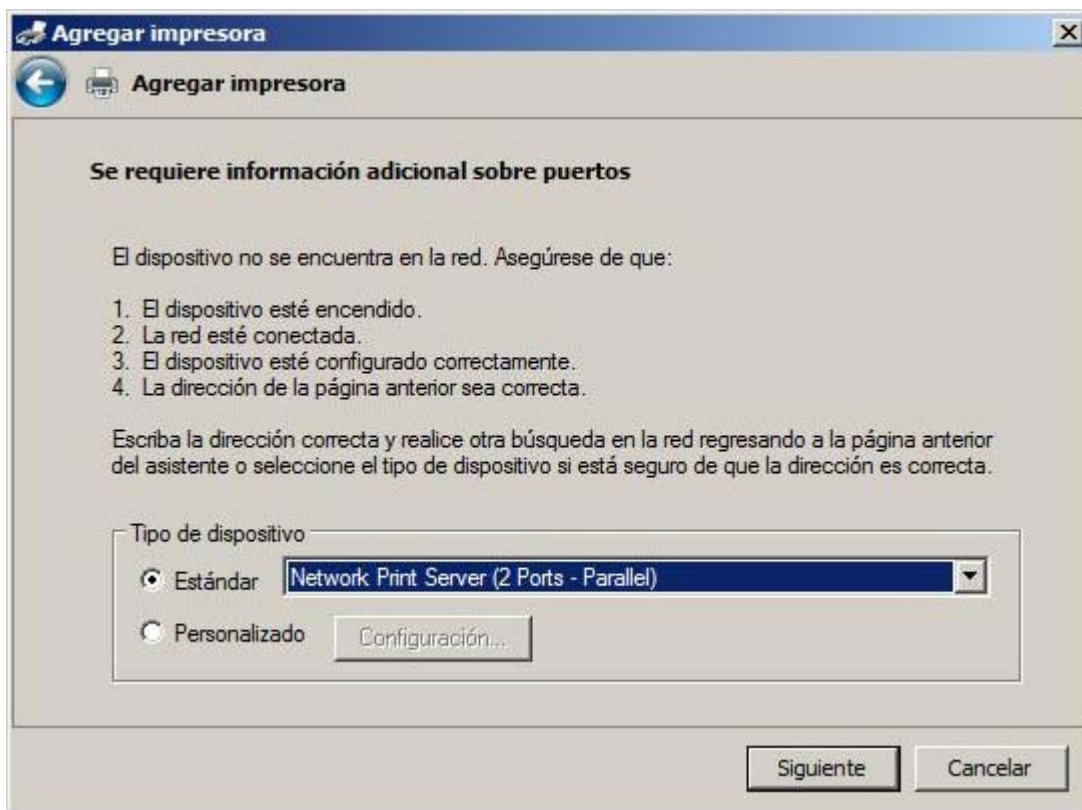 Agregar impresora
Agregar impresora
Se requiere información adicional sobre puertos
El dispositivo no se encuentra en la red. Asegúrese de que:
1. El dispositivo esté encendido.
2. La red esté conectada.
3. El dispositivo esté configurado correctamente.
4. La dirección de la página anterior sea correcta.
Escriba la dirección correcta y realice otra búsqueda en la red regresando a la página anterior
del asistente o seleccione el tipo de dispositivo si está seguro de que la dirección es correcta.
Tipo de dispositivo
Estándar Network Print Server (2 Ports - Parallel)
Personalizado Configuración...
Siguiente Cancelar